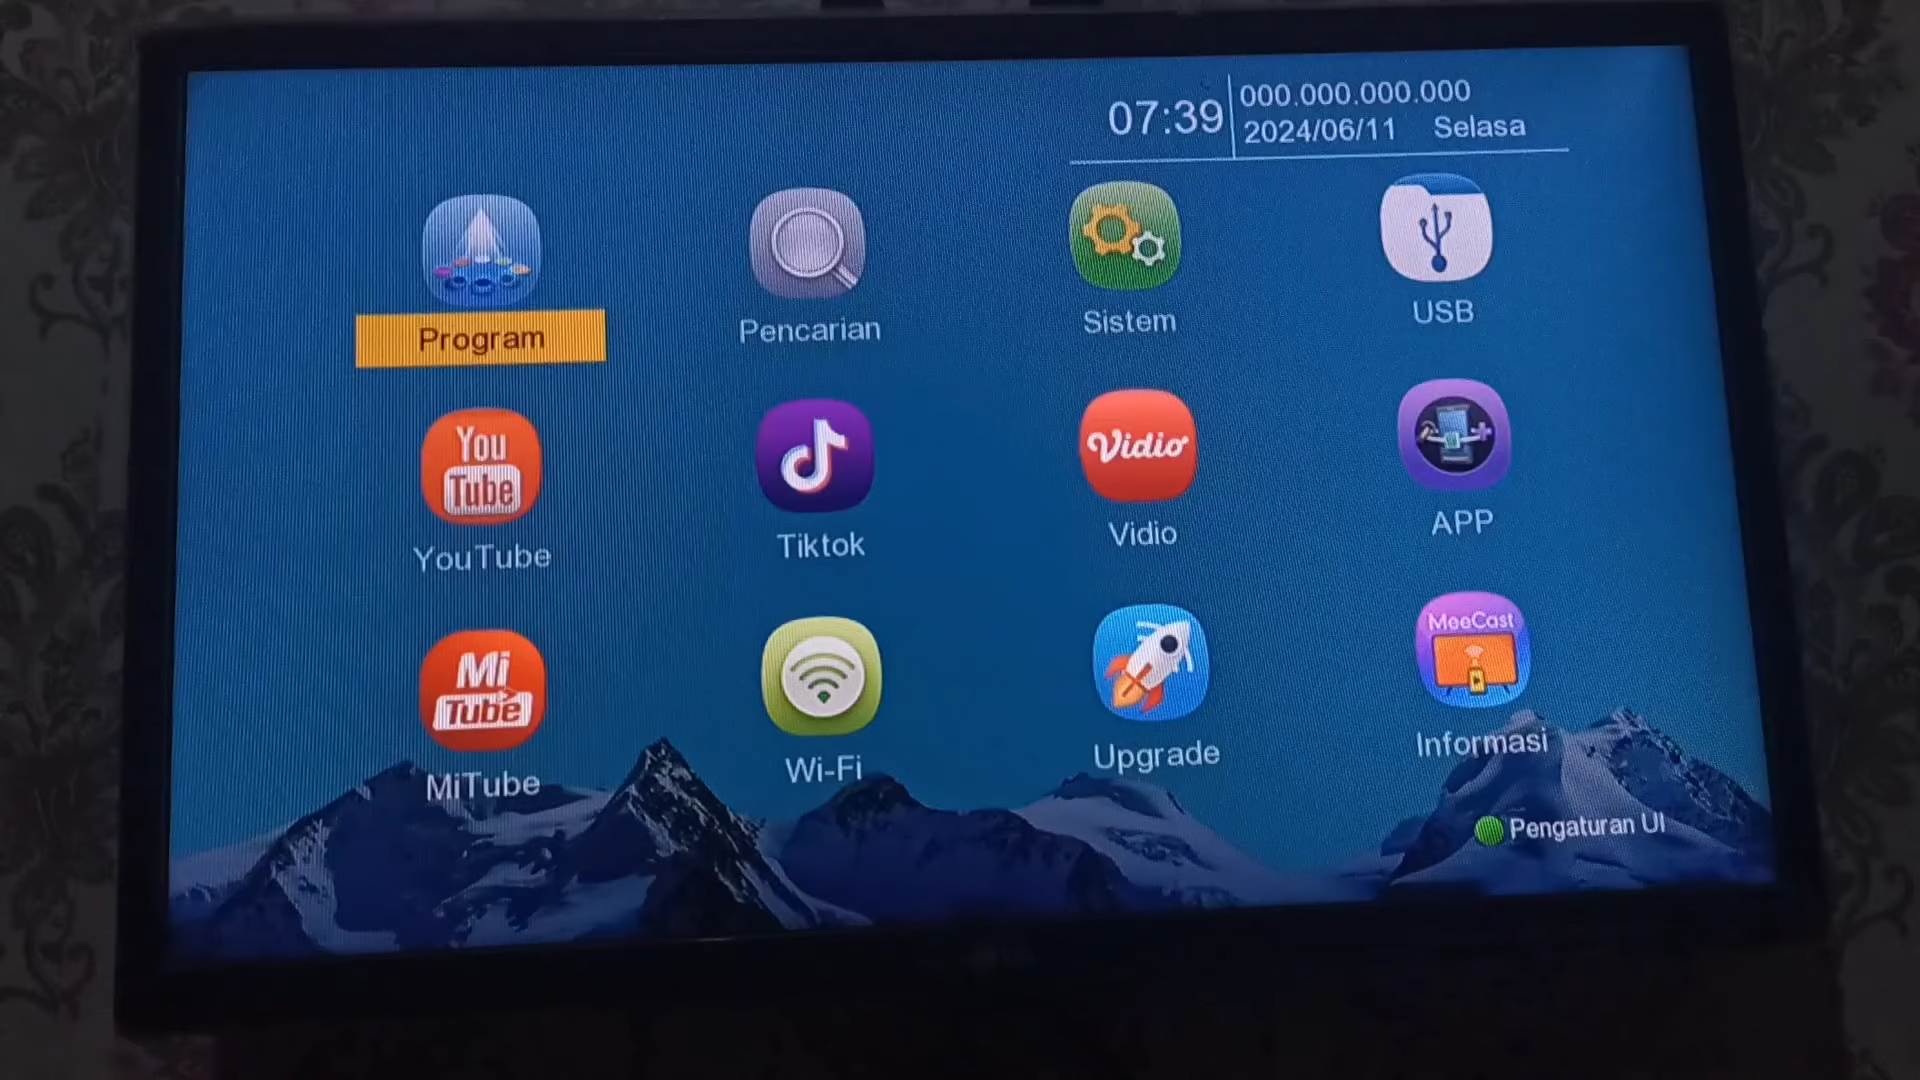 07:39
000.000.000.000
2024/06/11 Selasa
Program
Pencarian
Sistem
USB
You
Tube
YouTube
Tiktok
Vidio
Vidio
APP
Mi
Tube
MiTube
Wi-Fi
Upgrade
MeeCast
Informasi
Pengaturan UI